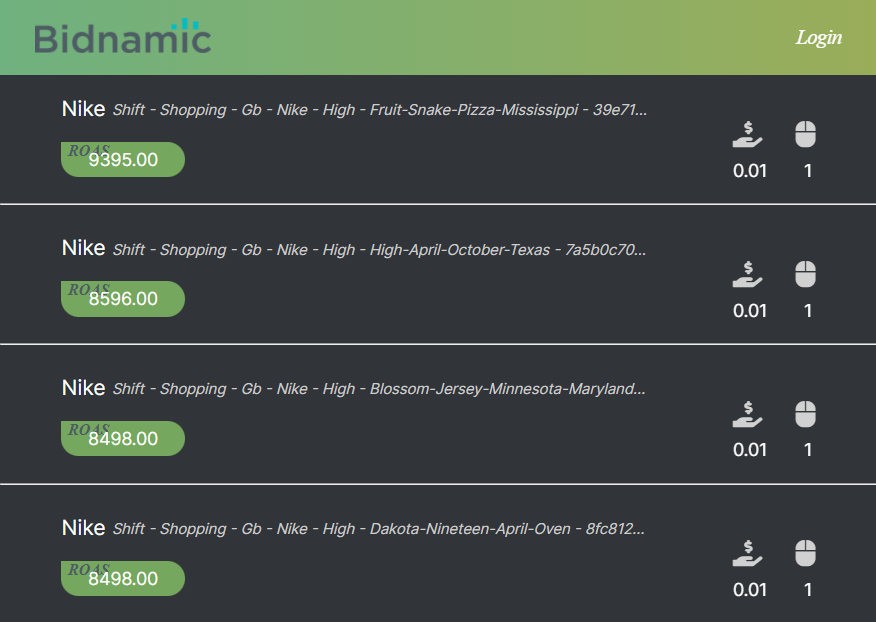 Bidnamic
Login
Nike Shift - Shopping - Gb - Nike - High - Fruit-Snake-Pizza-Mississippi - 39e71...
ROAS
9395.00
0.01 1
Nike Shift - Shopping - Gb - Nike - High - High-April-October-Texas - 7a5b0c70...
ROAS
8596.00
0.01 1
Nike Shift - Shopping - Gb - Nike - High - Blossom-Jersey-Minnesota-Maryland...
ROAS
8498.00
0.01 1
Nike Shift - Shopping - Gb - Nike - High - Dakota-Nineteen-April-Oven - 8fc812...
ROAS
8498.00
0.01 1